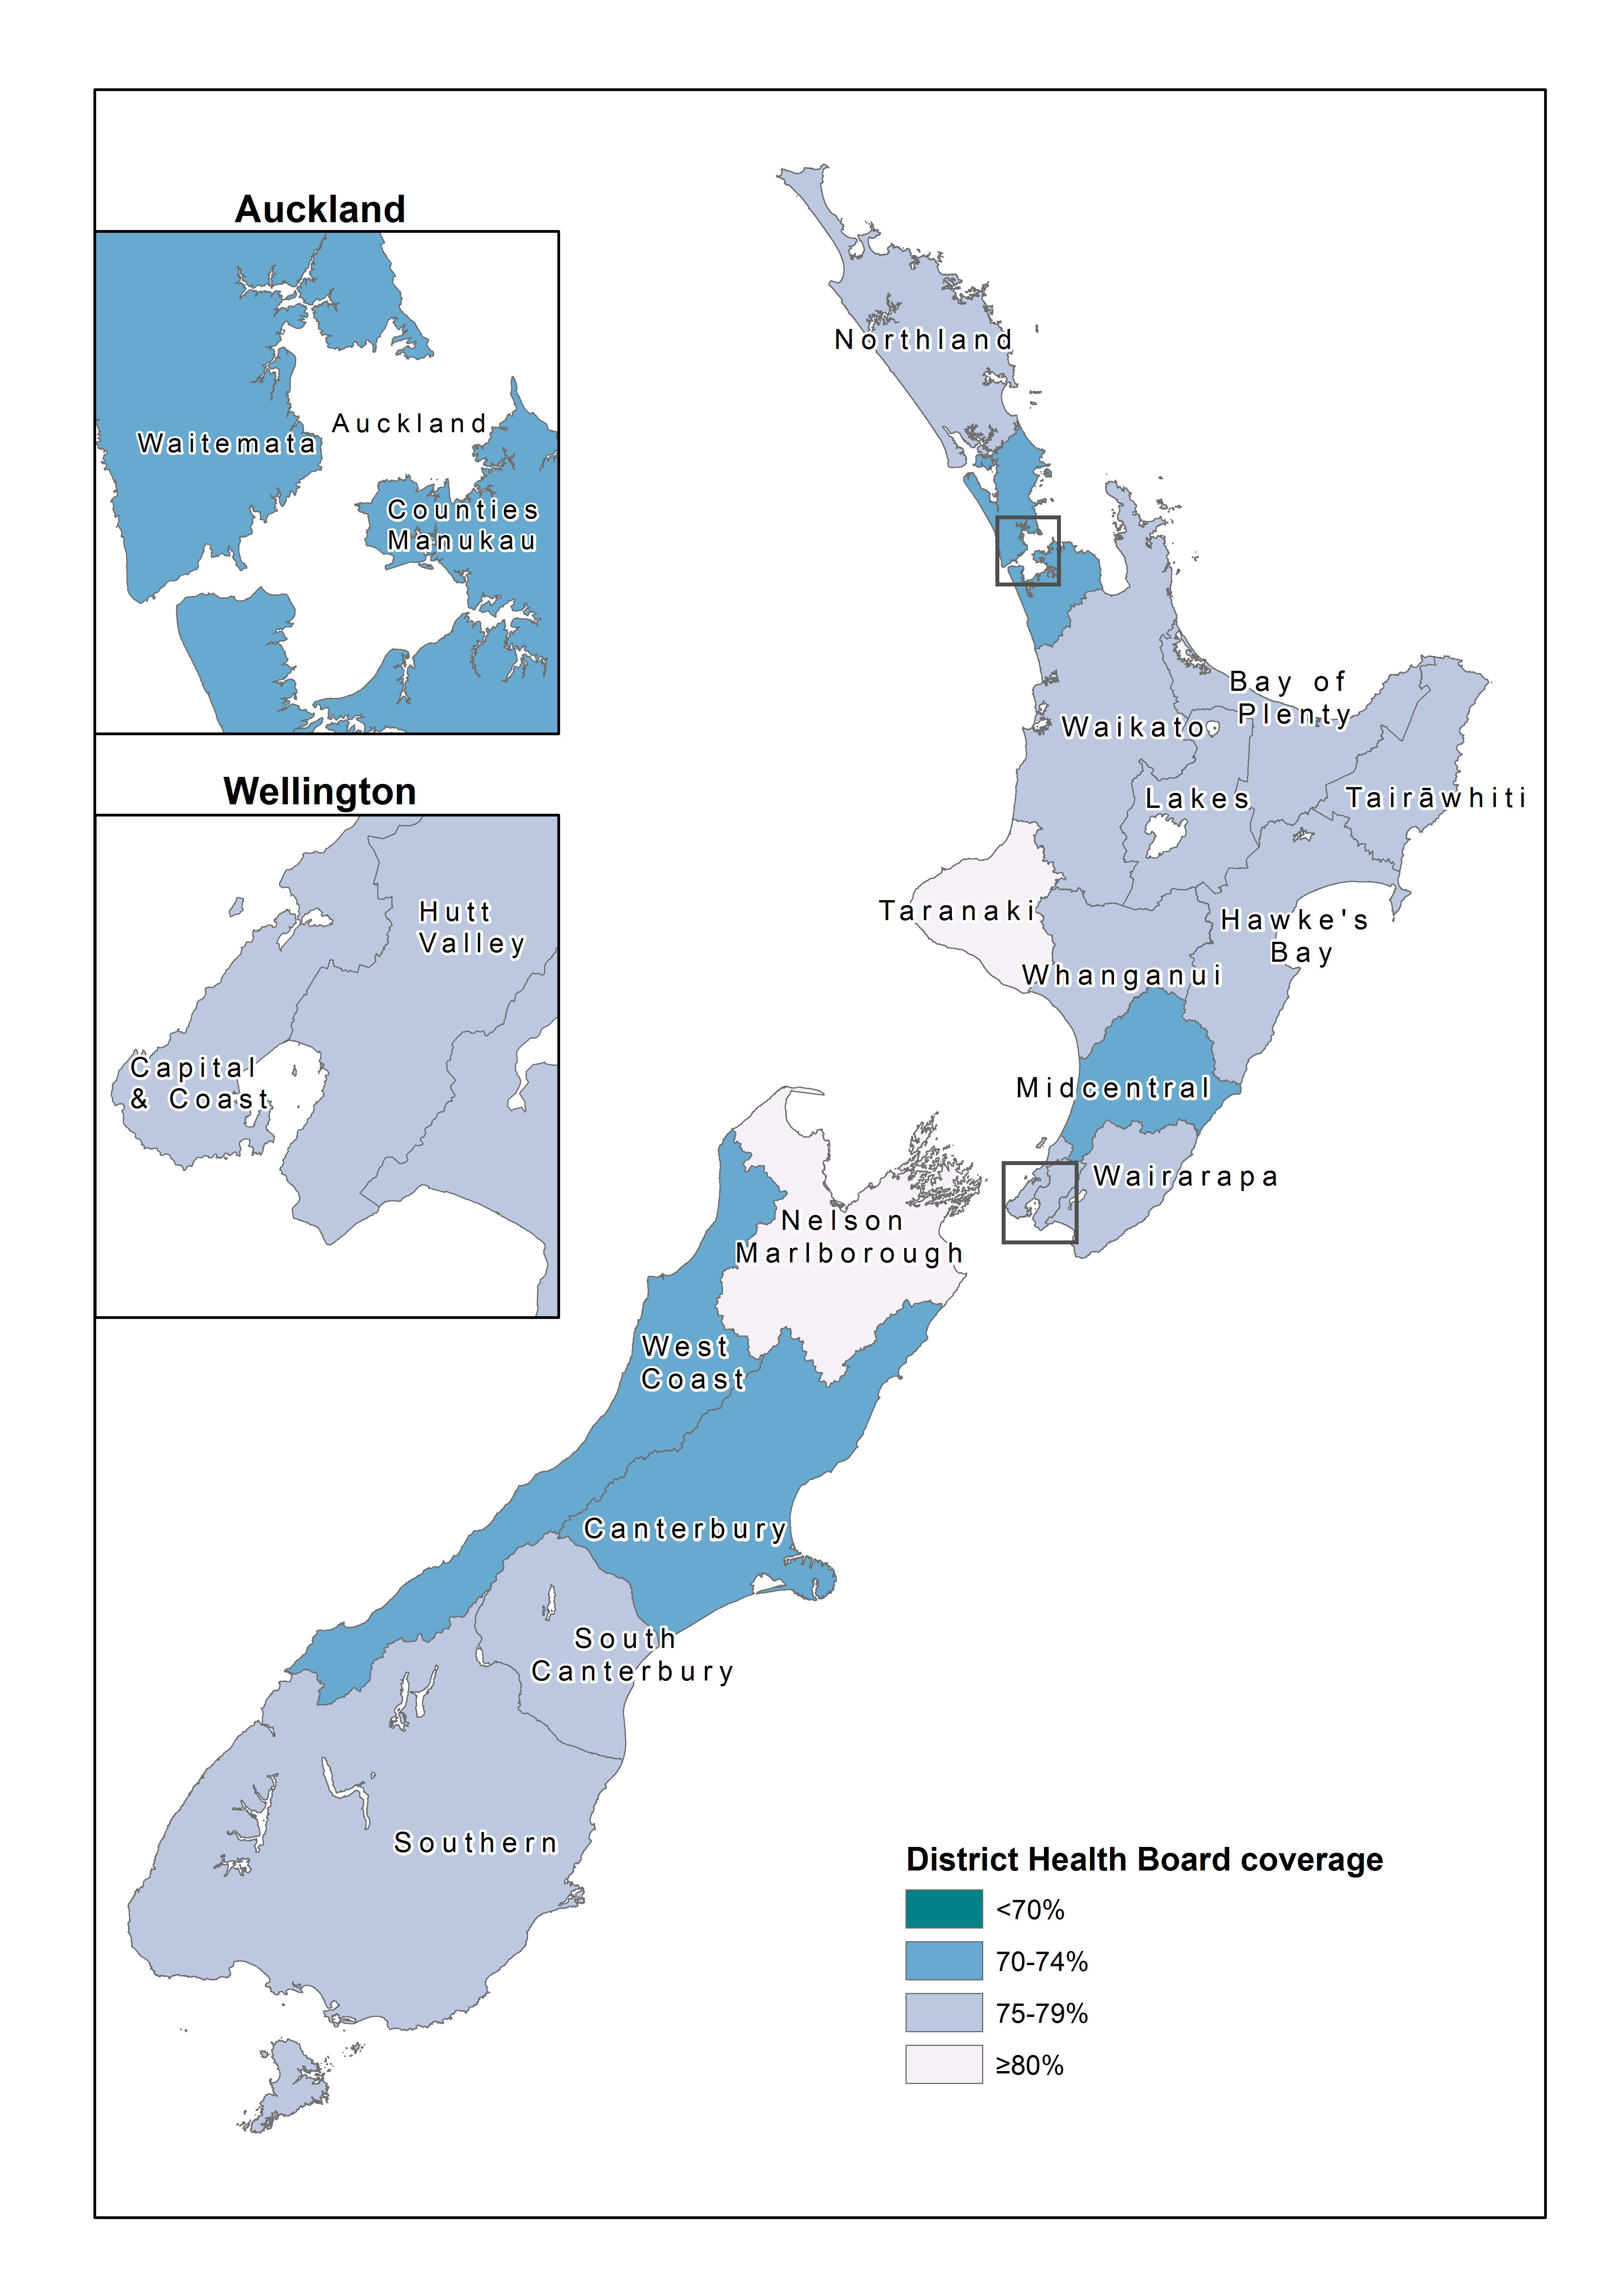 Auckland
Waitemata
Auckland
Counties
Manukau
Wellington
Hutt
Valley
Capital
& Coast
Northland
Bay of
Plenty
Waikato
Lakes
Tairāwhiti
Taranaki
Hawke's
Bay
Whanganui
Midcentral
Wairarapa
Nelson
Marlborough
West
Coast
Canterbury
South
Canterbury
Southern
District Health Board coverage
<70%
70-74%
75-79%
≥80%